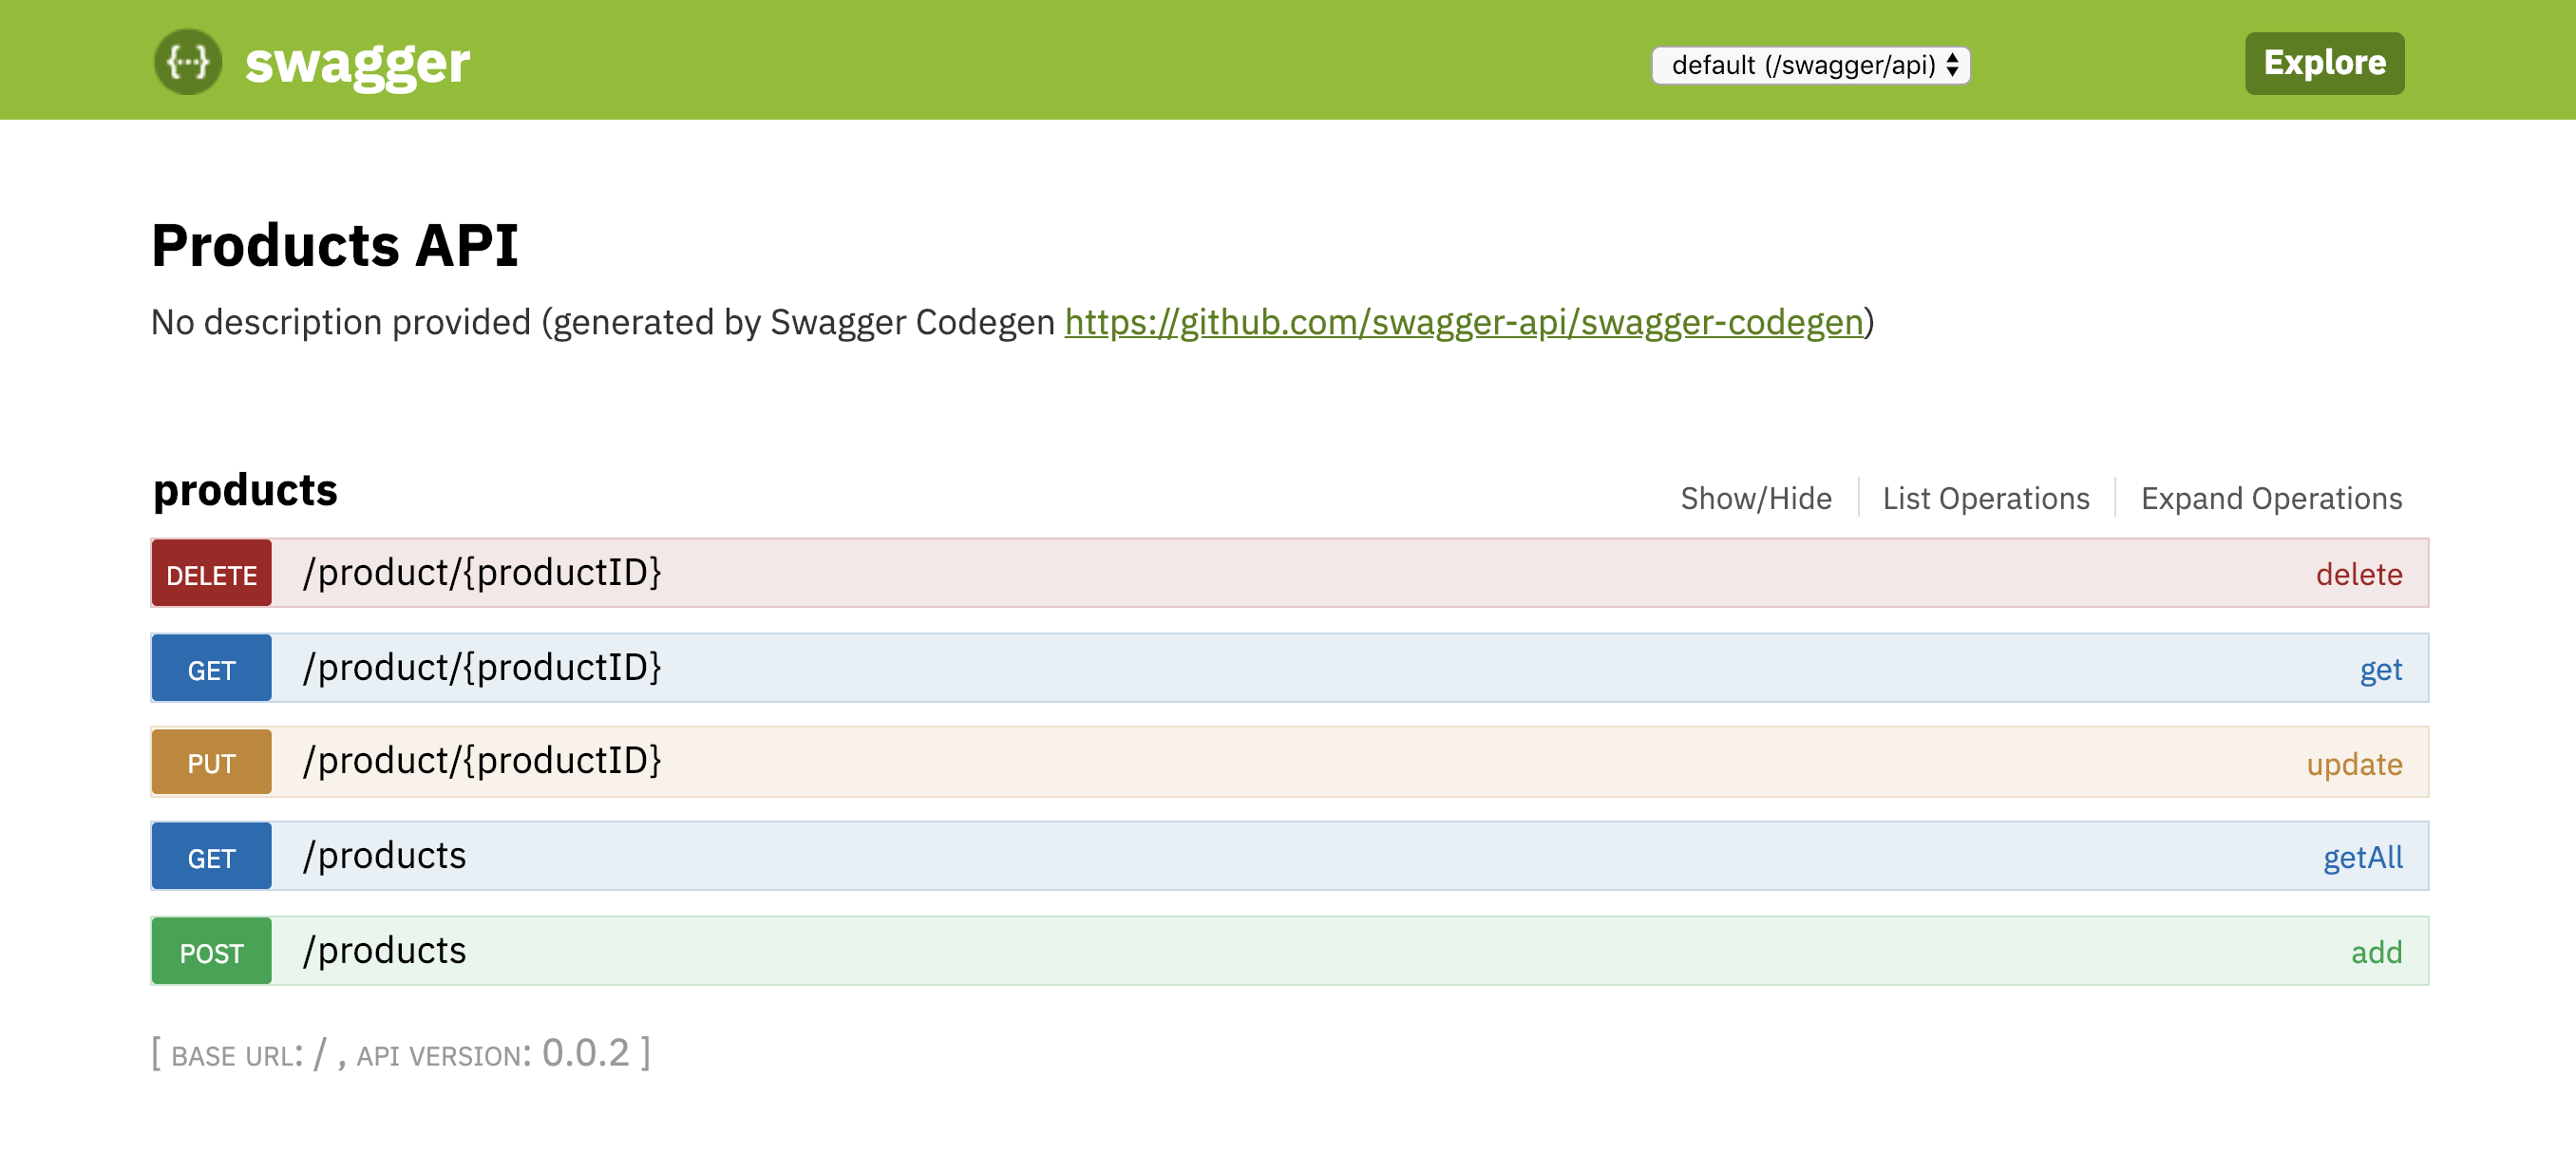 {···} swagger
default (/swagger/api)
Explore
Products API
No description provided (generated by Swagger Codegen https://github.com/swagger-api/swagger-codegen)
products
Show/Hide
List Operations
Expand Operations
DELETE /product/{productID} delete
GET /product/{productID} get
PUT /product/{productID} update
GET /products getAll
POST /products add
[ BASE URL: / , API VERSION: 0.0.2 ]